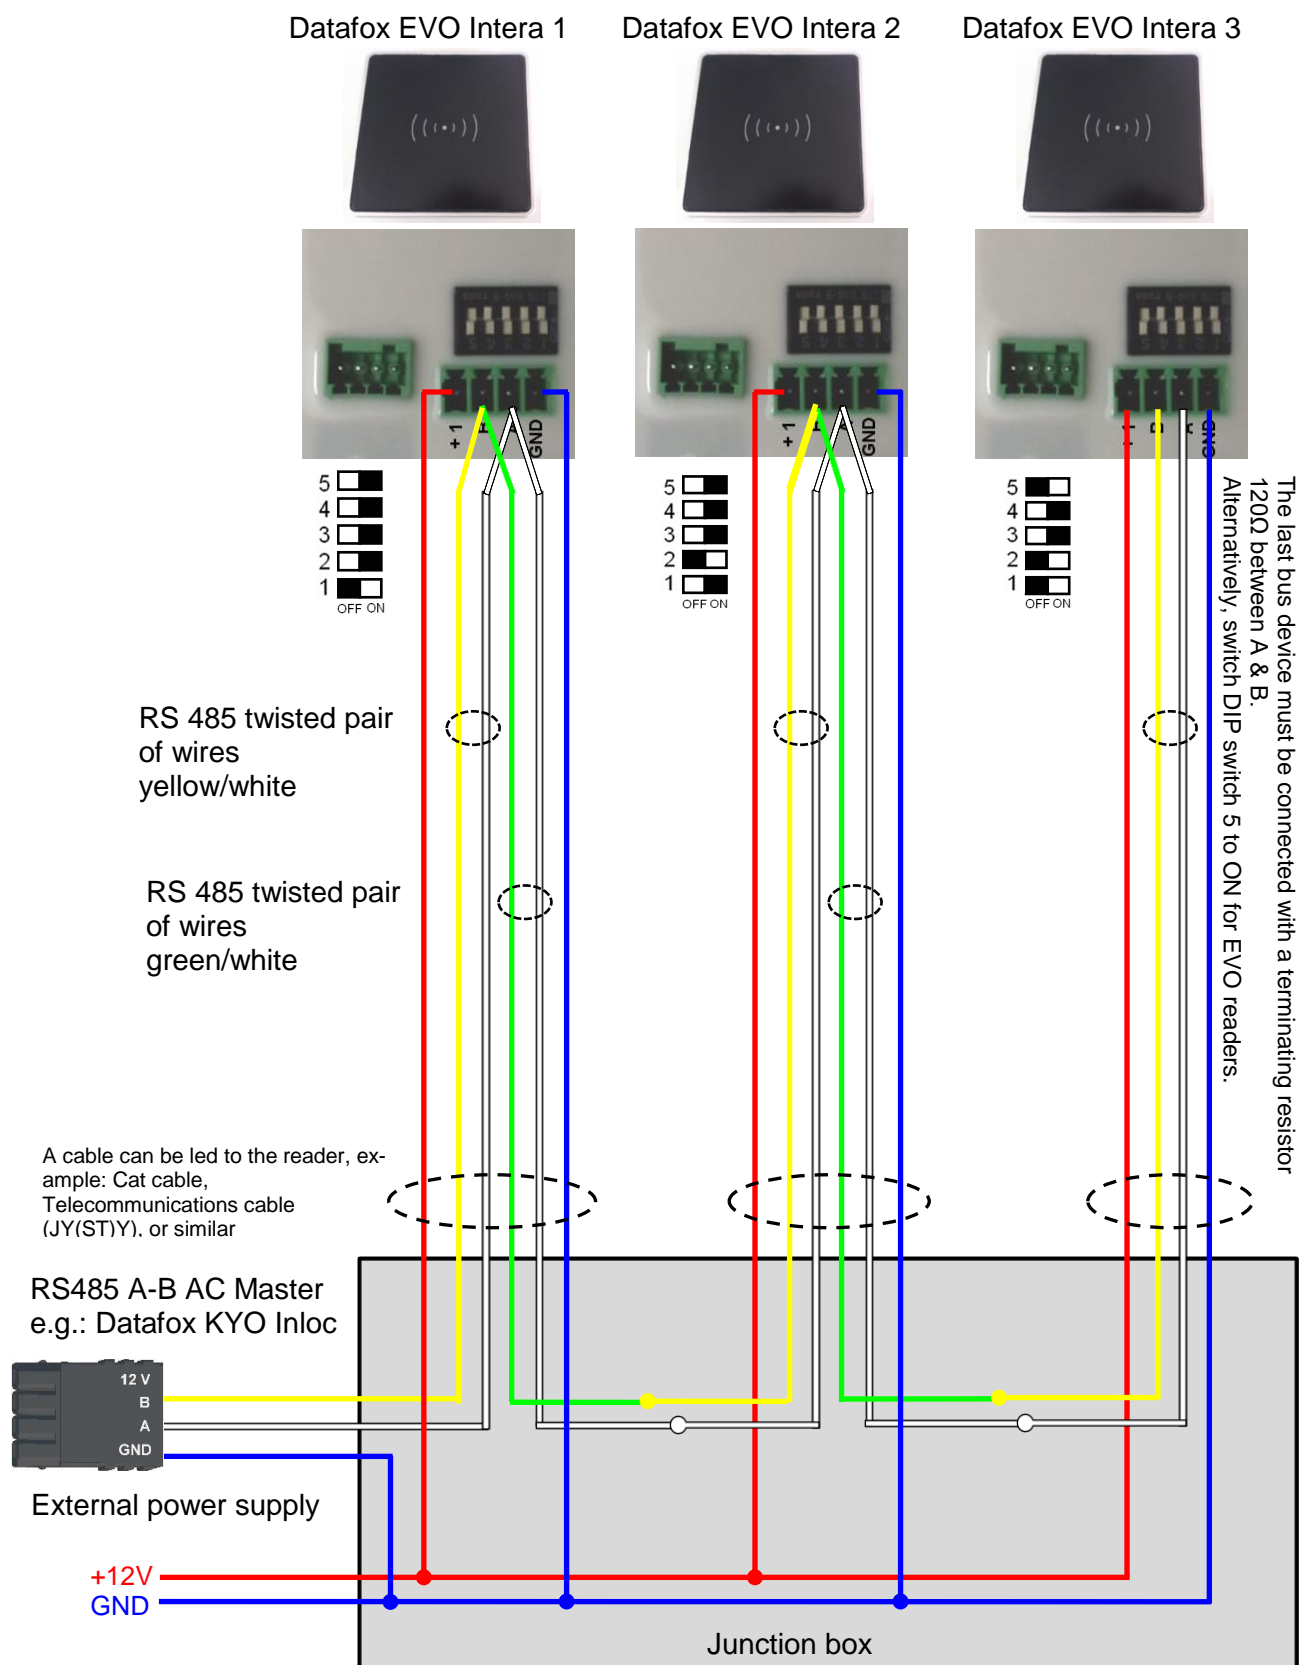 Datafox EVO Intera 1
Datafox EVO Intera 2
Datafox EVO Intera 3
+ 1
GND
+ 1
GND
GND
5
4
3
2
1
OFF ON
5
4
3
2
1
OFF ON
5
4
3
2
1
OFF ON
The last bus device must be connected with a terminating resistor
120Ω between A & B.
Alternatively, switch DIP switch 5 to ON for EVO readers.
RS 485 twisted pair
of wires
yellow/white
RS 485 twisted pair
of wires
green/white
A cable can be led to the reader, ex-
ample: Cat cable,
Telecommunications cable
(JY(ST)Y), or similar
RS485 A-B AC Master
e.g.: Datafox KYO Inloc
12 V
B
A
GND
External power supply
+12V
GND
Junction box